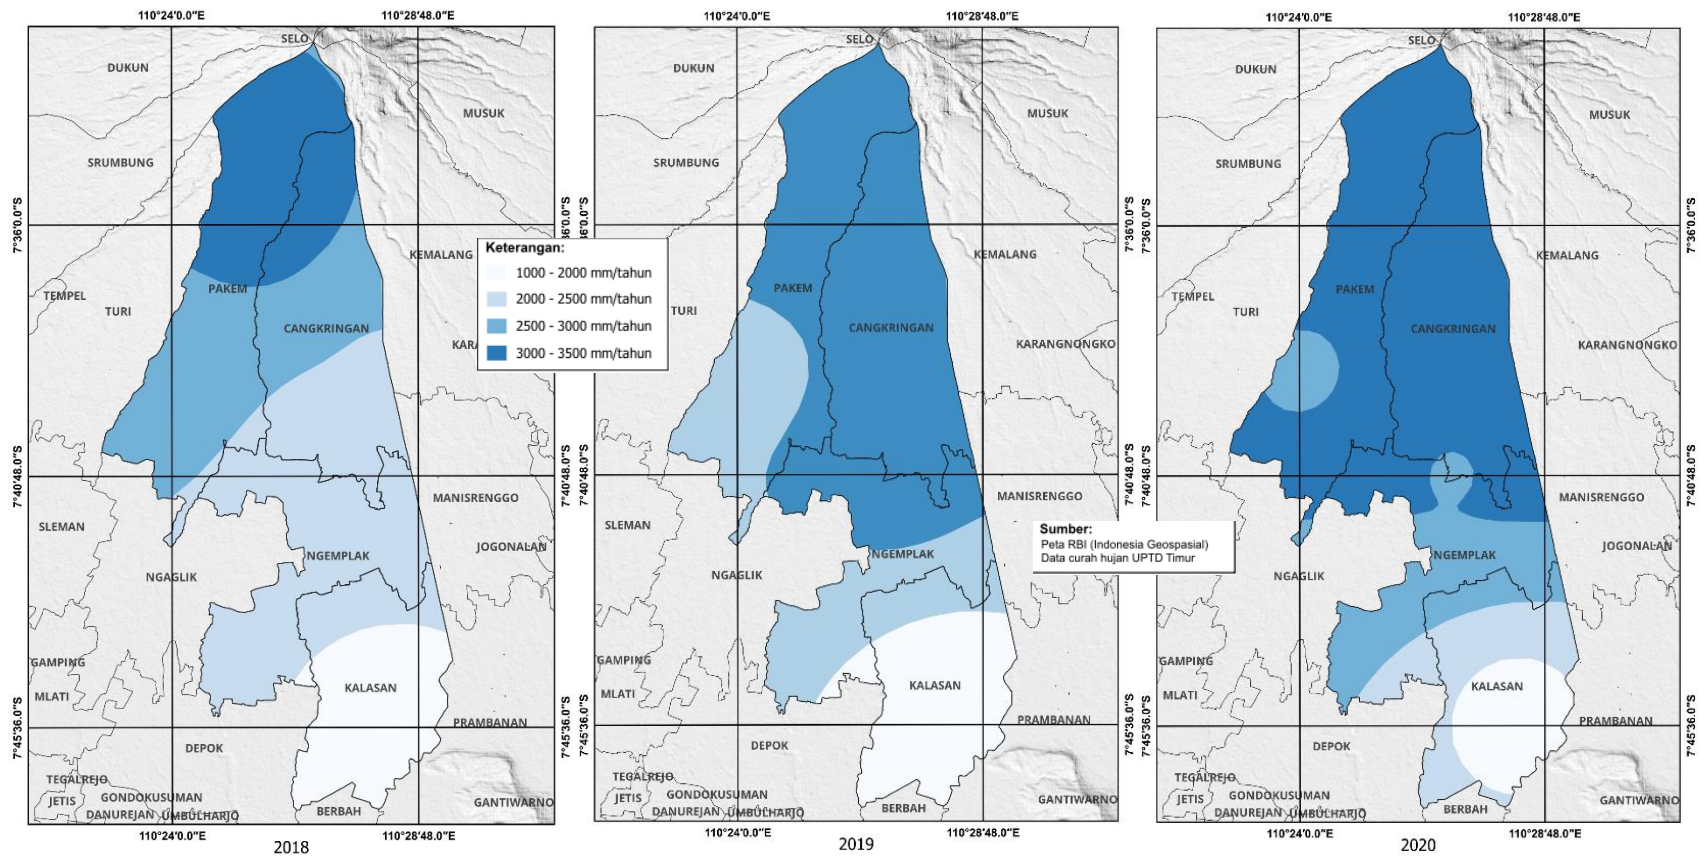 110°24'0.0"E 110°28'48.0"E
SELO
DUKUN
MUSUK
SRUMBUNG
7°36'0.0"S
KEMALANG
PAKEM
TEMPEL
TURI
CANGKRINGAN
7°40'48.0"S
MANISRENGGO
SLEMAN
JOGONALAN
NGEMPLAK
NGAGLIK
GAMPING
MLATI
KALASAN
PRAMBANAN
7°45'36.0"S
DEPOK
TEGALREJO
JETIS
GONDOKUSUMAN
DANUREJAN UMBULHARJO
BERBAH
GANTIWARNO
110°24'0.0"E 110°28'48.0"E
2018
Keterangan:
1000 - 2000 mm/tahun
2000 - 2500 mm/tahun
2500 - 3000 mm/tahun
3000 - 3500 mm/tahun
110°24'0.0"E 110°28'48.0"E
SELO
DUKUN
MUSUK
SRUMBUNG
7°36'0.0"S
KEMALANG
PAKEM
TURI
CANGKRINGAN
KARANGNONGKO
7°40'48.0"S
7°40'48.0"S
MANISRENGGO
SLEMAN
NGEMPLAK
NGAGLIK
GAMPING
MLATI
KALASAN
PRAMBANAN
7°45'36.0"S
7°45'36.0"S
DEPOK
TEGALREJO
JETIS
GONDOKUSUMAN
DANUREJAN UMBULHARJO
BERBAH
GANTIWARNO
110°24'0.0"E 110°28'48.0"E
2019
Sumber:
Peta RBI (Indonesia Geospasial)
Data curah hujan UPTD Timur
110°24'0.0"E 110°28'48.0"E
SELO
DUKUN
MUSUK
SRUMBUNG
7°36'0.0"S
7°36'0.0"S
KEMALANG
PAKEM
TEMPEL
TURI
CANGKRINGAN
KARANGNONGKO
7°40'48.0"S
7°40'48.0"S
MANISRENGGO
SLEMAN
JOGONALAN
NGEMPLAK
NGAGLIK
GAMPING
MLATI
KALASAN
PRAMBANAN
7°45'36.0"S
7°45'36.0"S
DEPOK
TEGALREJO
JETIS
GONDOKUSUMAN
DANUREJAN UMBULHARJO
BERBAH
GANTIWARNO
110°24'0.0"E 110°28'48.0"E
2020